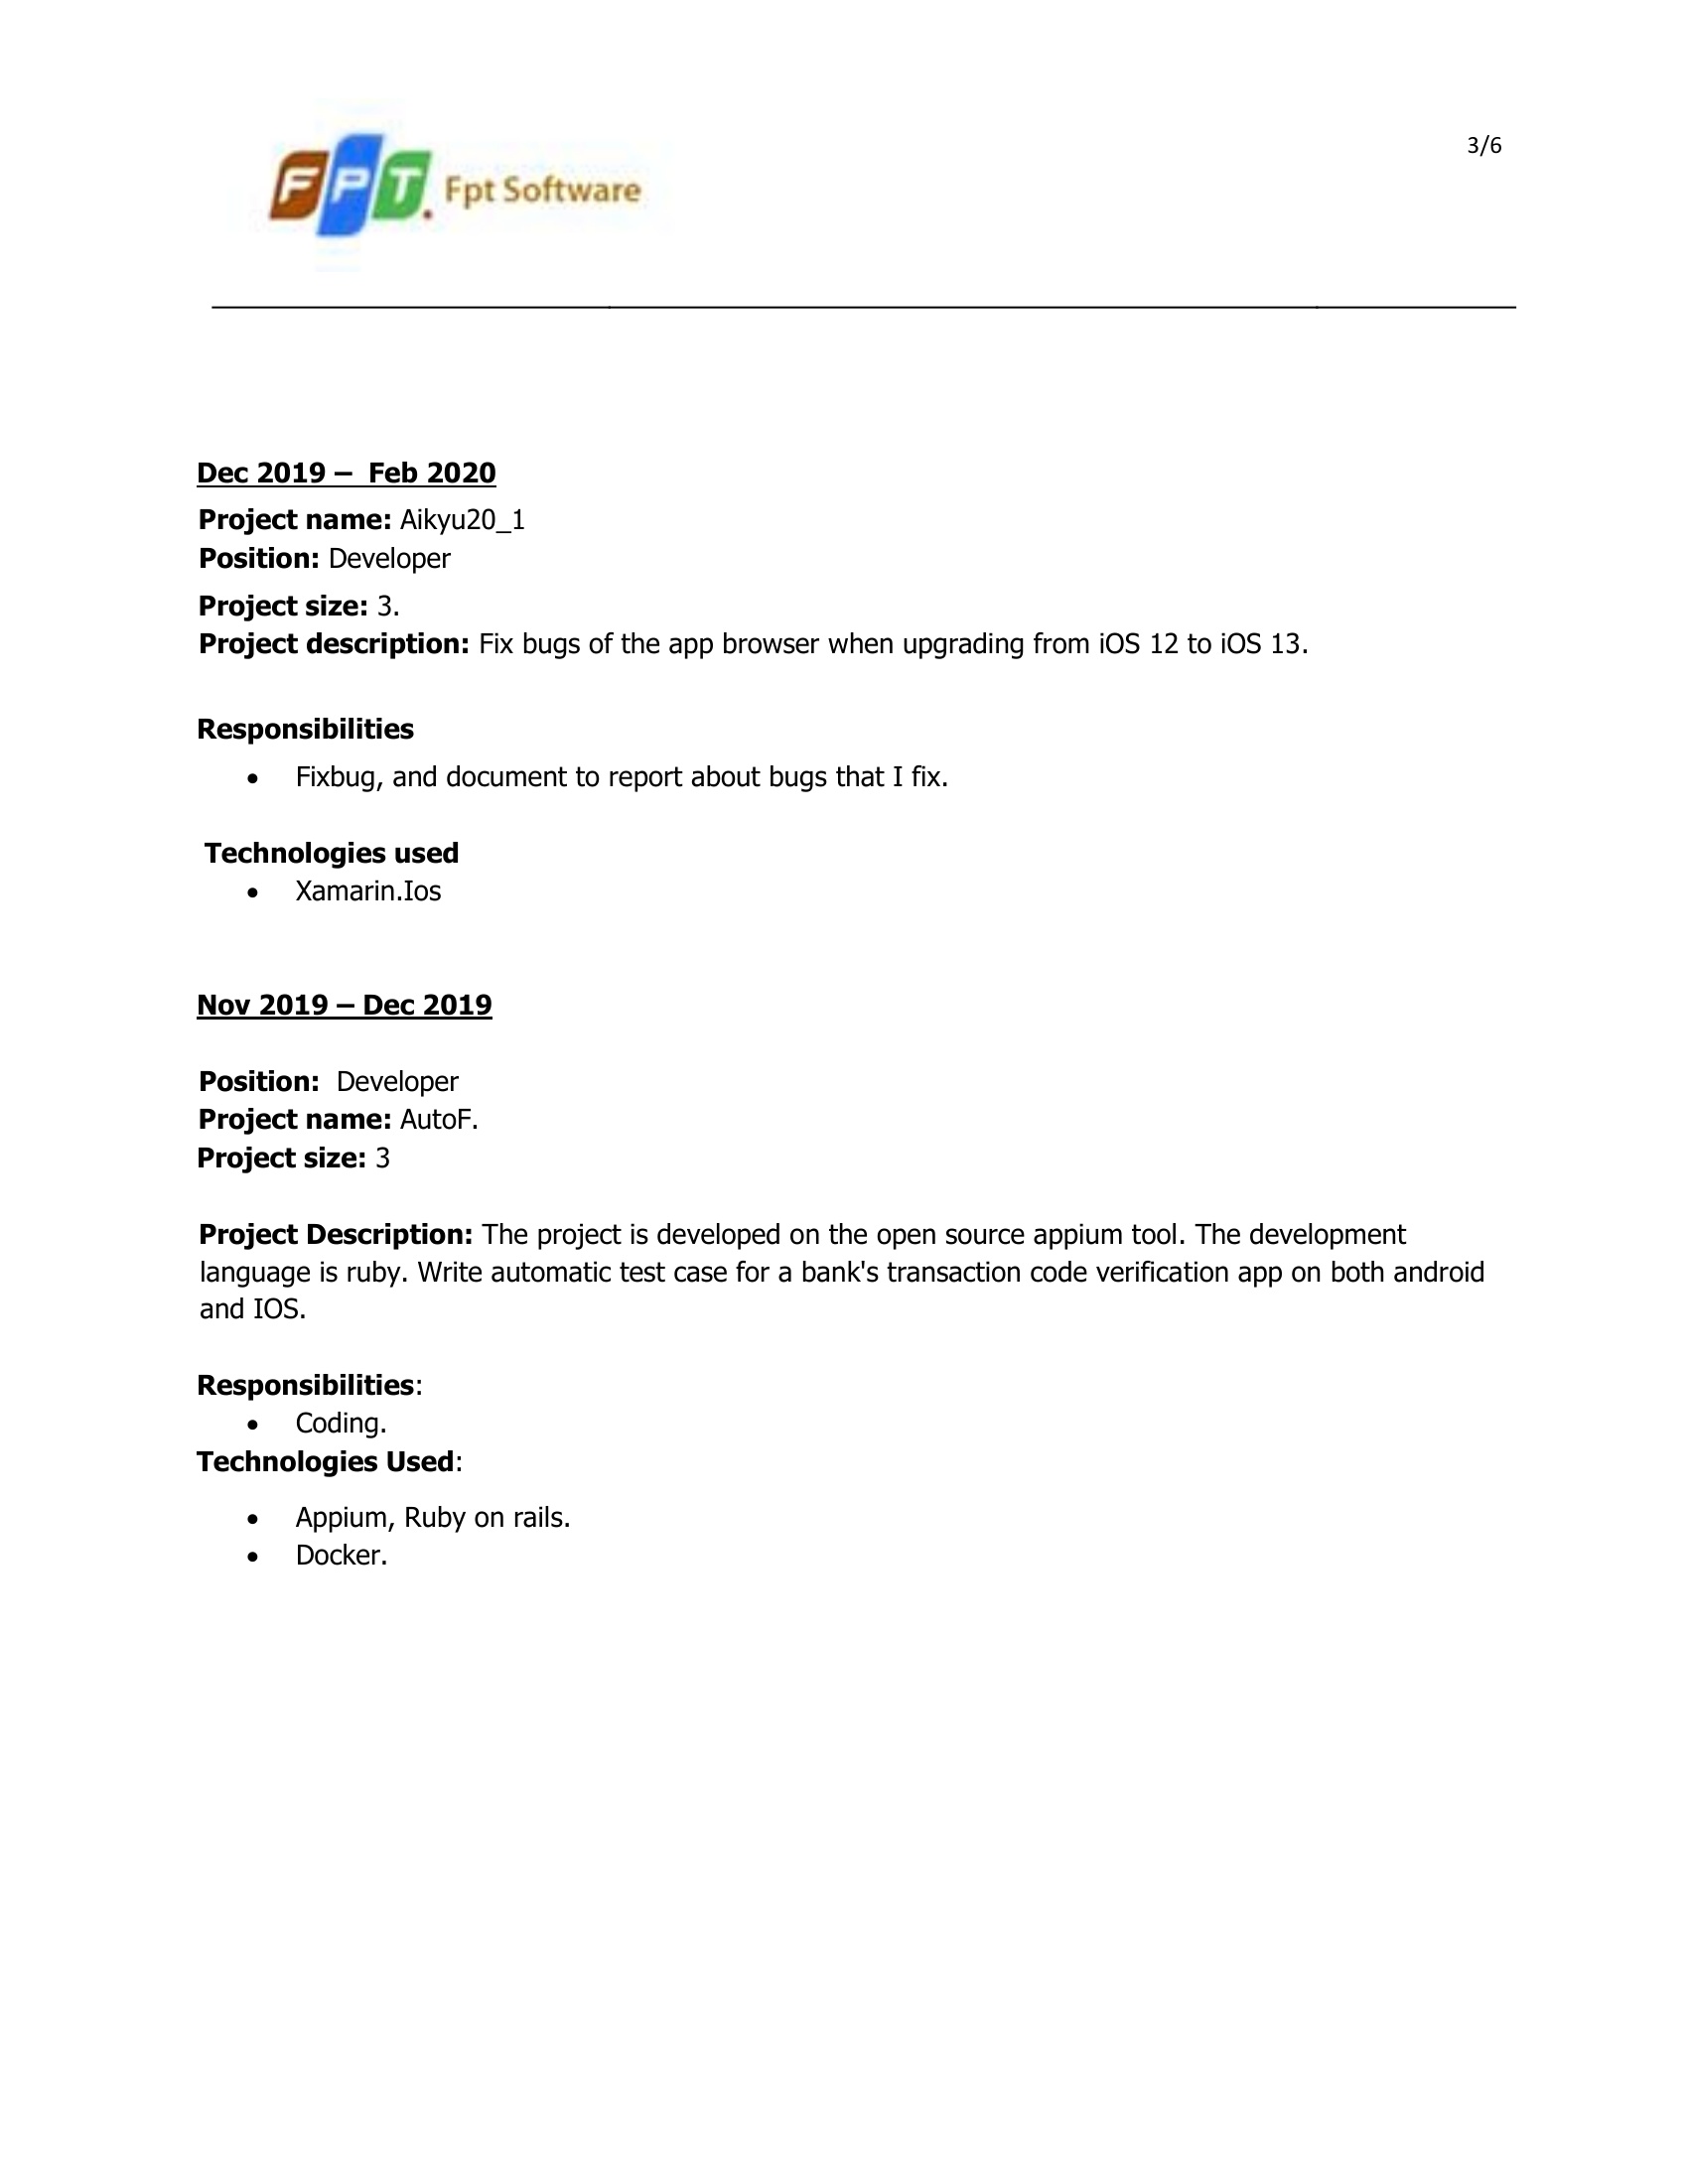 FPT. Fpt Software
3/6
Dec 2019 – Feb 2020
Project name: Aikyu20_1
Position: Developer
Project size: 3.
Project description: Fix bugs of the app browser when upgrading from iOS 12 to iOS 13.
Responsibilities
• Fixbug, and document to report about bugs that I fix.
Technologies used
• Xamarin.Ios
Nov 2019 – Dec 2019
Position: Developer
Project name: AutoF.
Project size: 3
Project Description: The project is developed on the open source appium tool. The development
language is ruby. Write automatic test case for a bank's transaction code verification app on both android
and IOS.
Responsibilities:
• Coding.
Technologies Used:
• Appium, Ruby on rails.
• Docker.